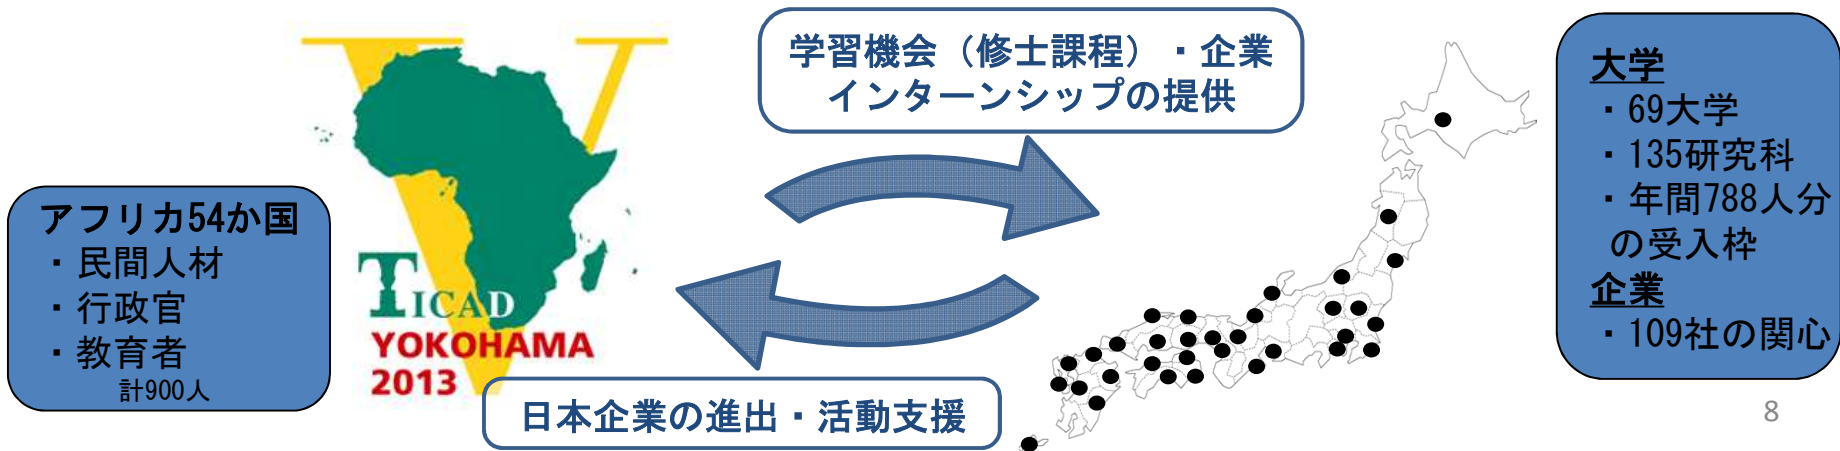 アフリカ54か国
・民間人材
・行政官
・教育者
計900人
TICAD
YOKOHAMA
2013
学習機会（修士課程）・企業
インターンシップの提供
日本企業の進出・活動支援
大学
・69大学
・135研究科
・年間788人分
の受入枠
企業
・109社の関心
8